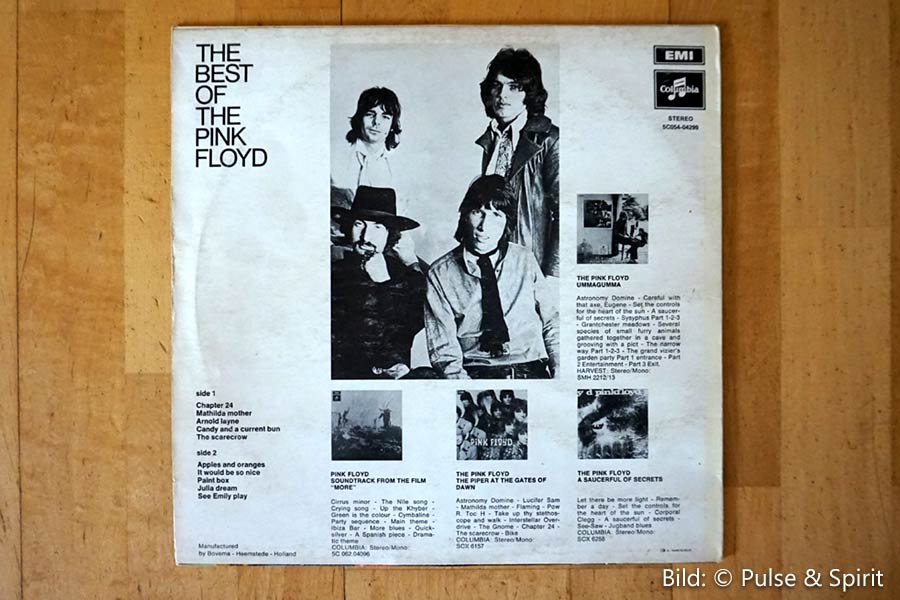 THE
BEST
OF
THE
PINK
FLOYD
EMI
Columbia
STEREO
5C054-04299
THE PINK FLOYD
UMMAGUMMA
Astronomy Domine - Careful with
that axe, Eugene - Set the controls
for the heart of the sun - A saucer-
ful of secrets - Sysyphus Part 1-2-3
- Grantchester meadows - Several
species of small furry animals
gathered together in a cave and
grooving with a pict - The narrow
way Part 1-2-3 - The grand vizier's
garden party Part 1 entrance - Part
2 Entertainment - Part 3 Exit.
HARVEST: Stereo/Mono:
SMH 2212/13
side 1
Chapter 24
Mathilda mother
Arnold layne
Candy and a current bun
The scarecrow
side 2
Apples and oranges
It would be so nice
Paint box
Julia dream
See Emily play
PINK FLOYD
SOUNDTRACK FROM THE FILM
"MORE"
Cirrus minor - The Nile song -
Crying song - Up the Khyber -
Green is the colour - Cymbaline -
Party sequence - Main theme -
Ibiza Bar - More blues - Quick-
silver - A Spanish piece - Drama-
tic theme
COLUMBIA: Stereo/Mono:
5C 062.04096
PINK FLOYD
THE PINK FLOYD
THE PIPER AT THE GATES OF
DAWN
Astronomy Domine - Lucifer Sam
- Mathilda mother - Flaming - Pow
R. Toc H - Take up thy stethos-
cope and walk - Interstellar Over-
drive - The Gnome - Chapter 24 -
The scarecrow - Bike
COLUMBIA: Stereo/Mono:
SCX 6157
y d pinkfloyd
THE PINK FLOYD
A SAUCERFUL OF SECRETS
Let there be more light - Remem-
ber a day - Set the controls for
the heart of the sun - Corporal
Clegg - A saucerful of secrets -
See-Saw - Jugband blues
COLUMBIA: Stereo/Mono:
SCX 6258
Manufactured
by Bovema - Heemstede - Holland
Bild: © Pulse & Spirit